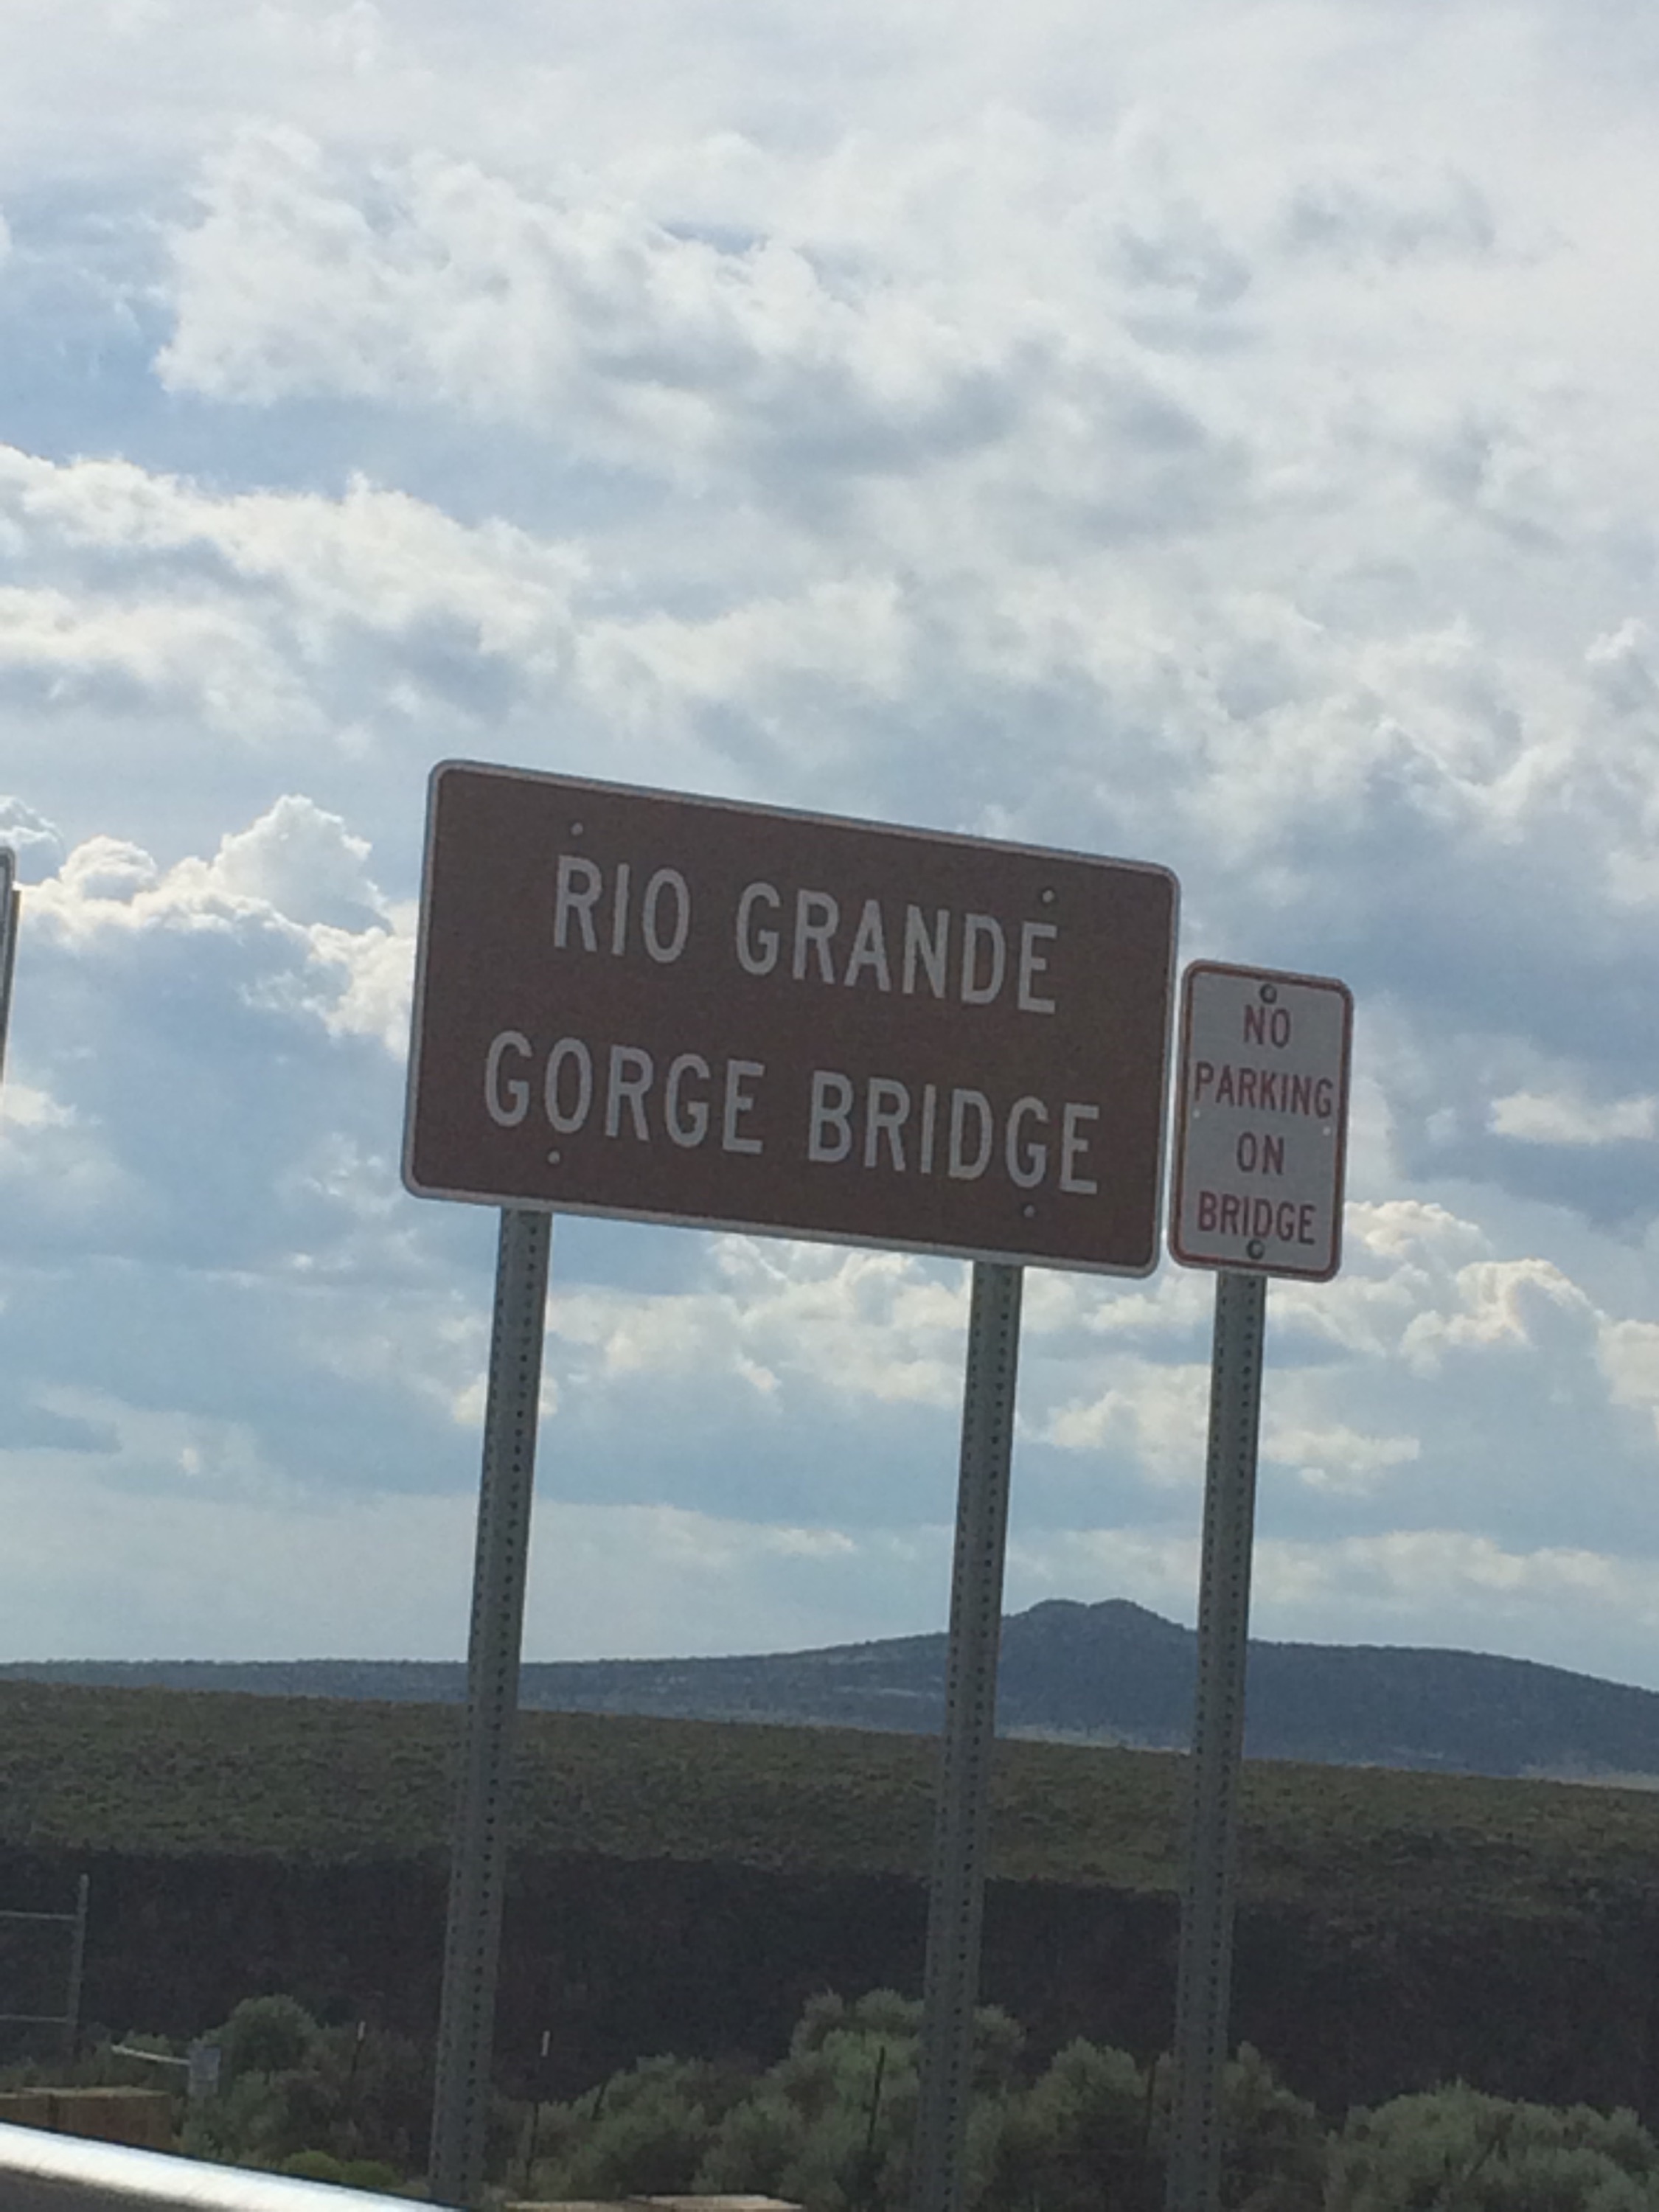 RIO GRANDE
GORGE BRIDGE
NO
PARKING
ON
BRIDGE